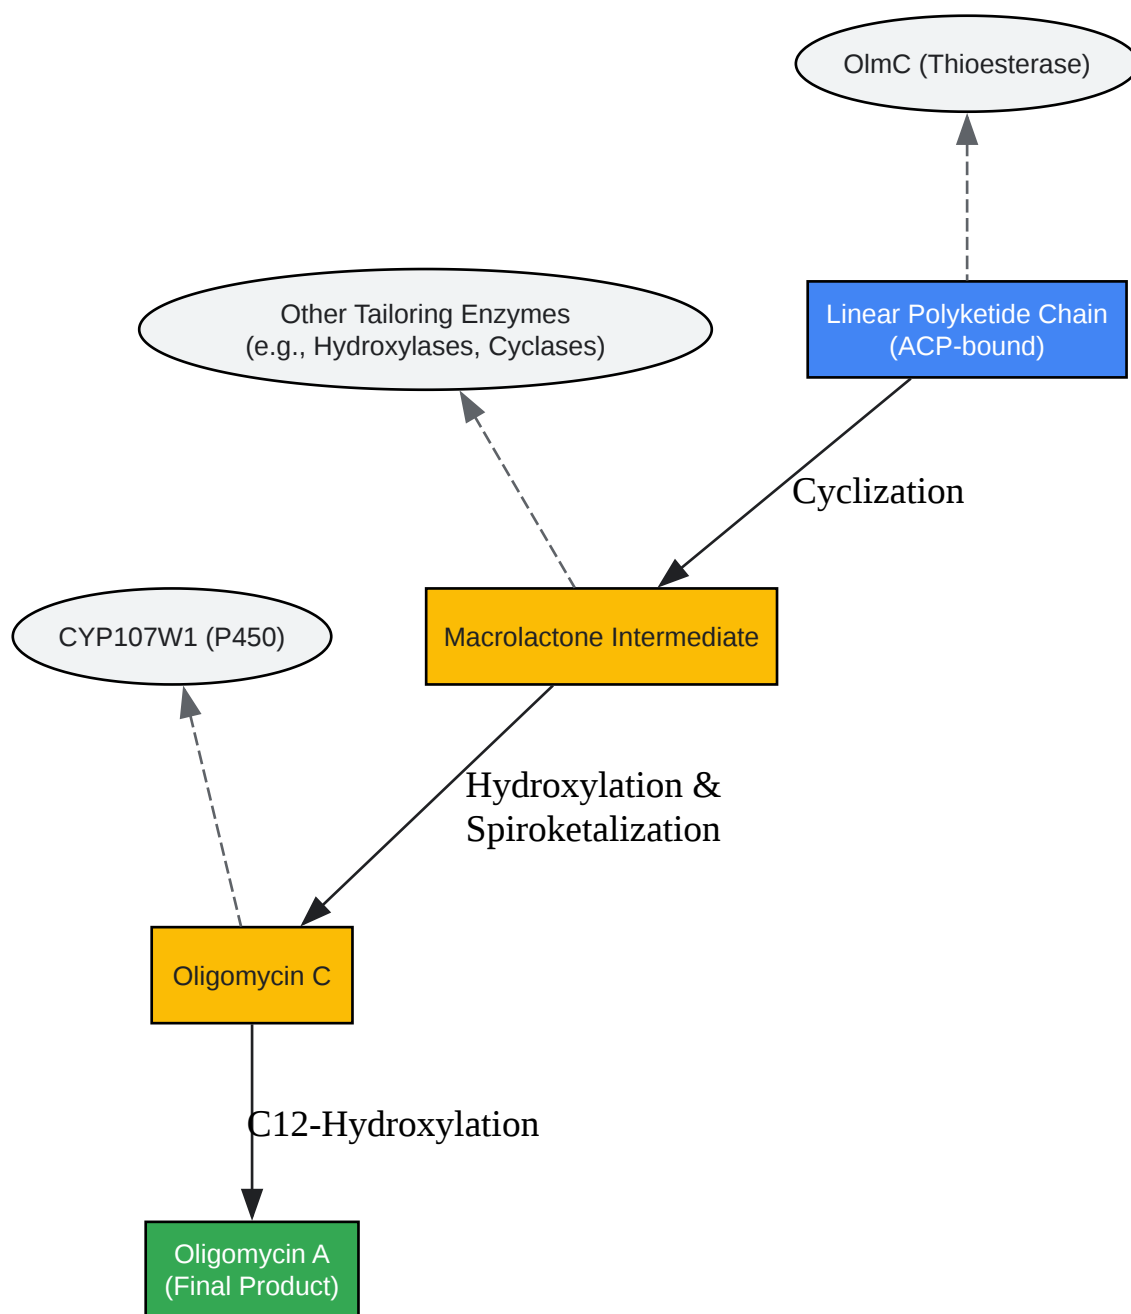 OlmC (Thioesterase)
Other Tailoring Enzymes
(e.g., Hydroxylases, Cyclases)
Linear Polyketide Chain
(ACP-bound)
Cyclization
CYP107W1 (P450)
Macrolactone Intermediate
Hydroxylation &
Spiroketalization
Oligomycin C
C12-Hydroxylation
Oligomycin A
(Final Product)